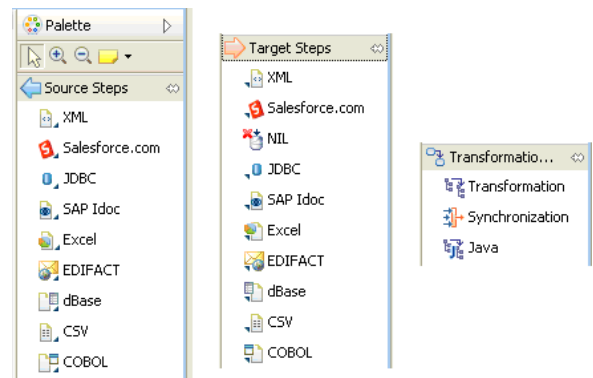 Palette
Source Steps
XML
Salesforce.com
JDBC
SAP Idoc
Excel
EDIFACT
dBase
CSV
COBOL
Target Steps
XML
Salesforce.com
NIL
JDBC
SAP Idoc
Excel
EDIFACT
dBase
CSV
COBOL
Transformatio...
Transformation
Synchronization
Java